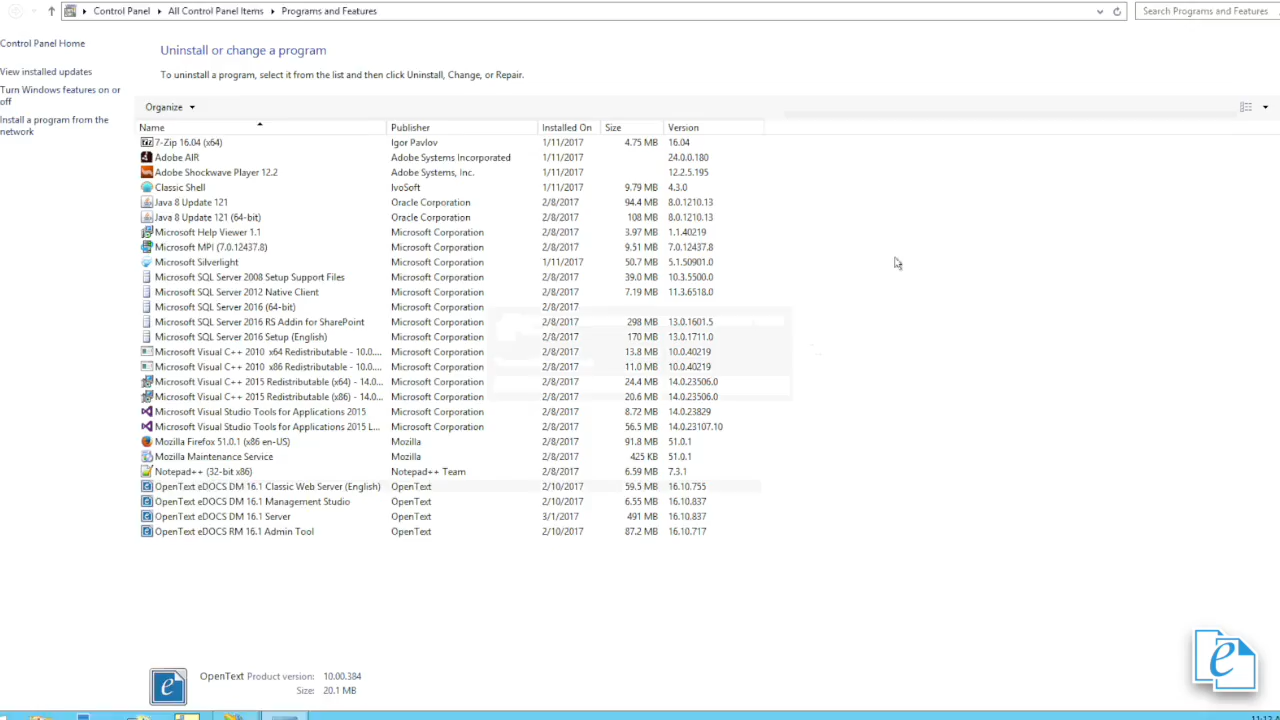 Control Panel All Control Panel Items Programs and Features Search Programs and Features
Control Panel Home
View installed updates
Turn Windows features on or
off
Install a program from the
network
Uninstall or change a program
To uninstall a program, select it from the list and then click Uninstall, Change, or Repair.
Organize
Name Publisher Installed On Size Version
7-Zip 16.04 (x64) Igor Pavlov 1/11/2017 4.75 MB 16.04
Adobe AIR Adobe Systems Incorporated 1/11/2017 24.0.0.180
Adobe Shockwave Player 12.2 Adobe Systems, Inc. 1/11/2017 12.2.5.195
Classic Shell IvoSoft 1/11/2017 9.79 MB 4.3.0
Java 8 Update 121 Oracle Corporation 2/8/2017 94.4 MB 8.0.1210.13
Java 8 Update 121 (64-bit) Oracle Corporation 2/8/2017 108 MB 8.0.1210.13
Microsoft Help Viewer 1.1 Microsoft Corporation 2/8/2017 3.97 MB 1.1.40219
Microsoft MPI (7.0.12437.8) Microsoft Corporation 2/8/2017 9.51 MB 7.0.12437.8
Microsoft Silverlight Microsoft Corporation 1/11/2017 50.7 MB 5.1.50901.0
Microsoft SQL Server 2008 Setup Support Files Microsoft Corporation 2/8/2017 39.0 MB 10.3.5500.0
Microsoft SQL Server 2012 Native Client Microsoft Corporation 2/8/2017 7.19 MB 11.3.6518.0
Microsoft SQL Server 2016 (64-bit) Microsoft Corporation 2/8/2017
Microsoft SQL Server 2016 RS Addin for SharePoint Microsoft Corporation 2/8/2017 298 MB 13.0.1601.5
Microsoft SQL Server 2016 Setup (English) Microsoft Corporation 2/8/2017 170 MB 13.0.1711.0
Microsoft Visual C++ 2010 x64 Redistributable - 10.0.... Microsoft Corporation 2/8/2017 13.8 MB 10.0.40219
Microsoft Visual C++ 2010 x86 Redistributable - 10.0.... Microsoft Corporation 2/8/2017 11.0 MB 10.0.40219
Microsoft Visual C++ 2015 Redistributable (x64) - 14.0... Microsoft Corporation 2/8/2017 24.4 MB 14.0.23506.0
Microsoft Visual C++ 2015 Redistributable (x86) - 14.0... Microsoft Corporation 2/8/2017 20.6 MB 14.0.23506.0
Microsoft Visual Studio Tools for Applications 2015 Microsoft Corporation 2/8/2017 8.72 MB 14.0.23829
Microsoft Visual Studio Tools for Applications 2015 L... Microsoft Corporation 2/8/2017 56.5 MB 14.0.23107.10
Mozilla Firefox 51.0.1 (x86 en-US) Mozilla 2/8/2017 91.8 MB 51.0.1
Mozilla Maintenance Service Mozilla 2/8/2017 425 KB 51.0.1
Notepad++ (32-bit x86) Notepad++ Team 2/8/2017 6.59 MB 7.3.1
OpenText eDOCS DM 16.1 Classic Web Server (English) OpenText 2/10/2017 59.5 MB 16.10.755
OpenText eDOCS DM 16.1 Management Studio OpenText 2/10/2017 6.55 MB 16.10.837
OpenText eDOCS DM 16.1 Server OpenText 3/1/2017 491 MB 16.10.837
OpenText eDOCS RM 16.1 Admin Tool OpenText 2/10/2017 87.2 MB 16.10.717
OpenText Product version: 10.00.384
Size: 20.1 MB